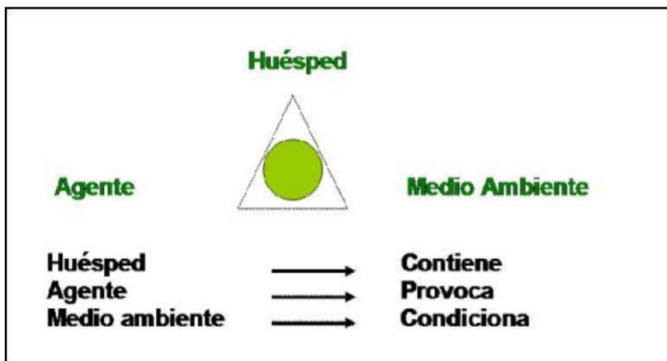 Huésped
Agente Medio Ambiente
Huésped Contiene
Agente Provoca
Medio ambiente Condiciona